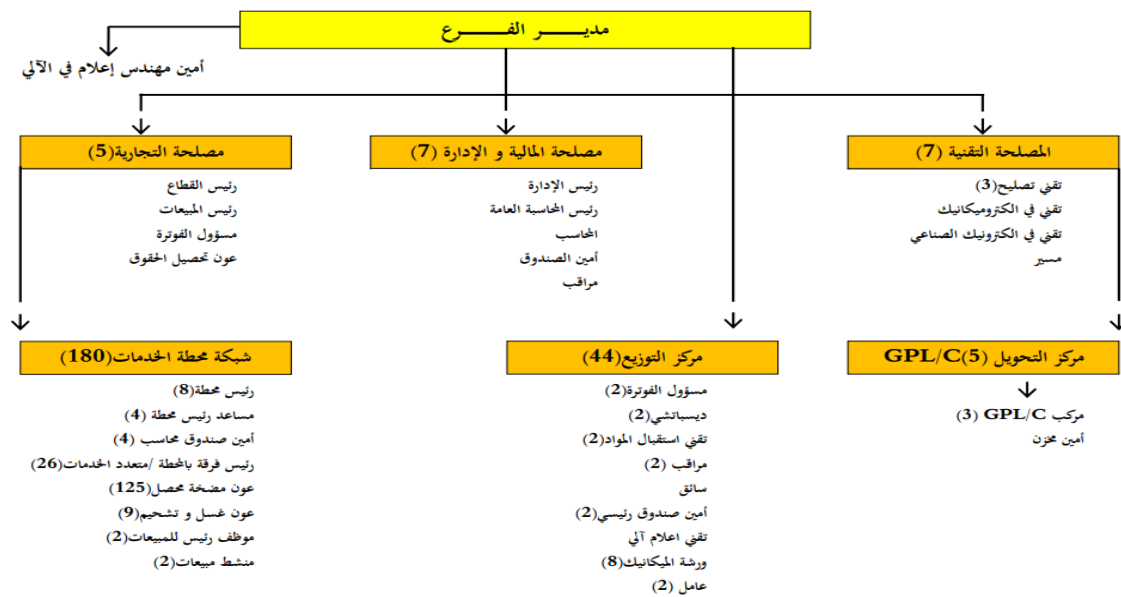 مديـــــر الفـــــــرع
أمين مهندس إعلام في الآلي
المصلحة التقنية (7)
تقني تصليح(3)
تقني في الكتروميكانيك
تقني في الكترونيك الصناعي
مسير
مصلحة المالية و الإدارة (7)
رئيس الإدارة
رئيس المحاسبة العامة
المحاسب
أمين الصندوق
مراقب
مصلحة التجارية(5)
رئيس القطاع
رئيس المبيعات
مسؤول الفوترة
عون تحصيل الحقوق
مركز التحويل GPL/C(5)
مركب GPL/C (3)
أمين مخزن
مركز التوزيع(44)
مسؤول الفوترة(2)
ديسباتشي(2)
تقني استقبال المواد(2)
مراقب (2)
سائق
أمين صندوق رئيسي(2)
تقني اعلام آلي
ورشة الميكانيك(8)
عامل (2)
شبكة محطة الخدمات(180)
رئيس محطة(8)
مساعد رئيس محطة (4)
أمين صندوق محاسب (4)
رئيس فرقة بالمحطة /متعدد الخدمات(26)
عون مضخة محصل(125)
عون غسل و تشحيم(9)
موظف رئيس للمبيعات(2)
منشط مبيعات(2)